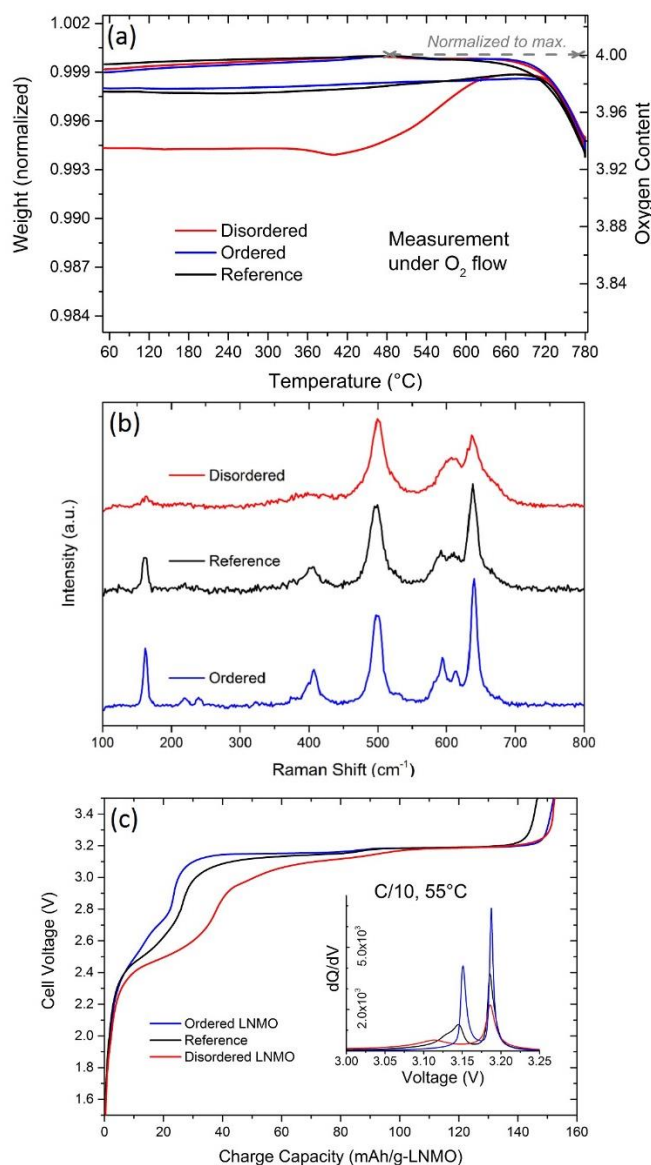 (a)
1.002
0.999
0.996
0.993
0.990
0.987
0.984
Weight (normalized)
Normalized to max.
4.00
3.96
3.92
3.88
3.84
Oxygen Content
Disordered
Ordered
Reference
Measurement
under O₂ flow
60 120 180 240 300 360 420 480 540 600 660 720 780
Temperature (°C)
(b)
Intensity (a.u.)
Disordered
Reference
Ordered
100 200 300 400 500 600 700 800
Raman Shift (cm⁻¹)
(c)
3.4
3.2
3.0
2.8
2.6
2.4
2.2
2.0
1.8
1.6
Cell Voltage (V)
C/10, 55°C
dQ/dV
5.0x10³
2.0x10³
3.00 3.05 3.10 3.15 3.20 3.25
Voltage (V)
Ordered LNMO
Reference
Disordered LNMO
0 20 40 60 80 100 120 140 160
Charge Capacity (mAh/g-LNMO)